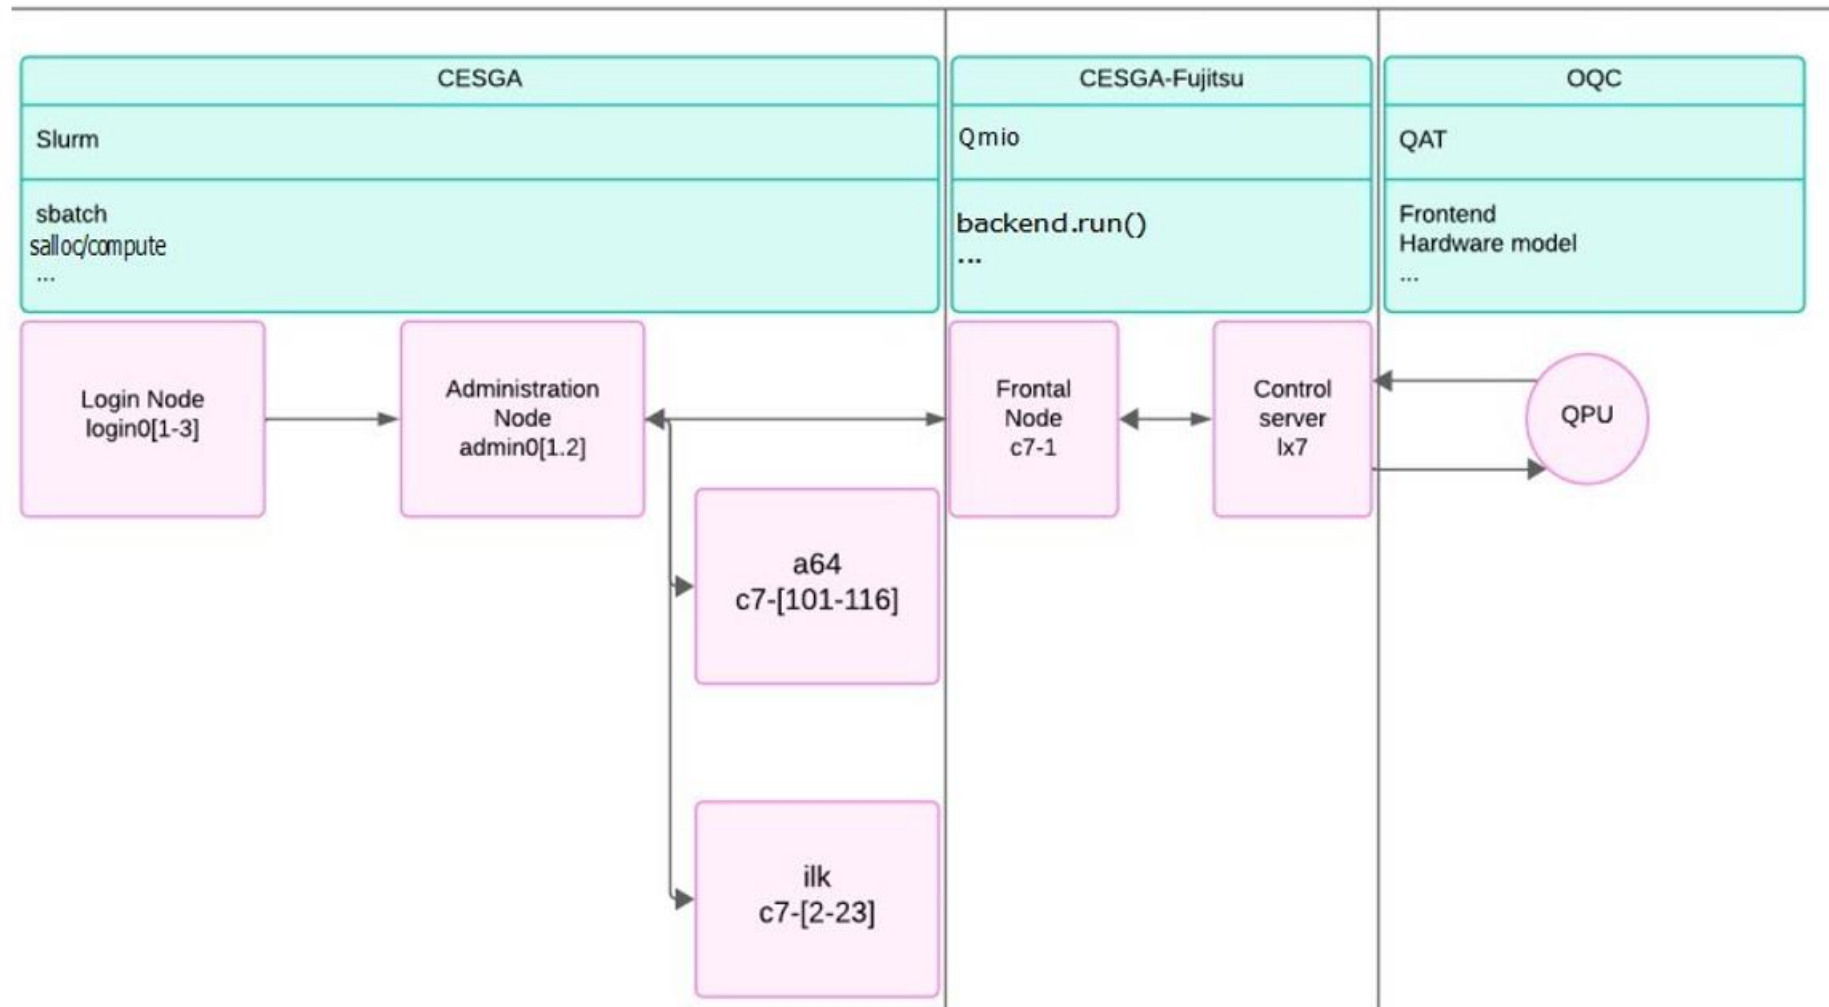 CESGA
Slurm
sbatch
salloc/compute
...
CESGA-Fujitsu
Qmio
backend.run()
...
OQC
QAT
Frontend
Hardware model
...
Login Node
login0[1-3]
Administration
Node
admin0[1.2]
Frontal
Node
c7-1
Control
server
lx7
QPU
a64
c7-[101-116]
ilk
c7-[2-23]